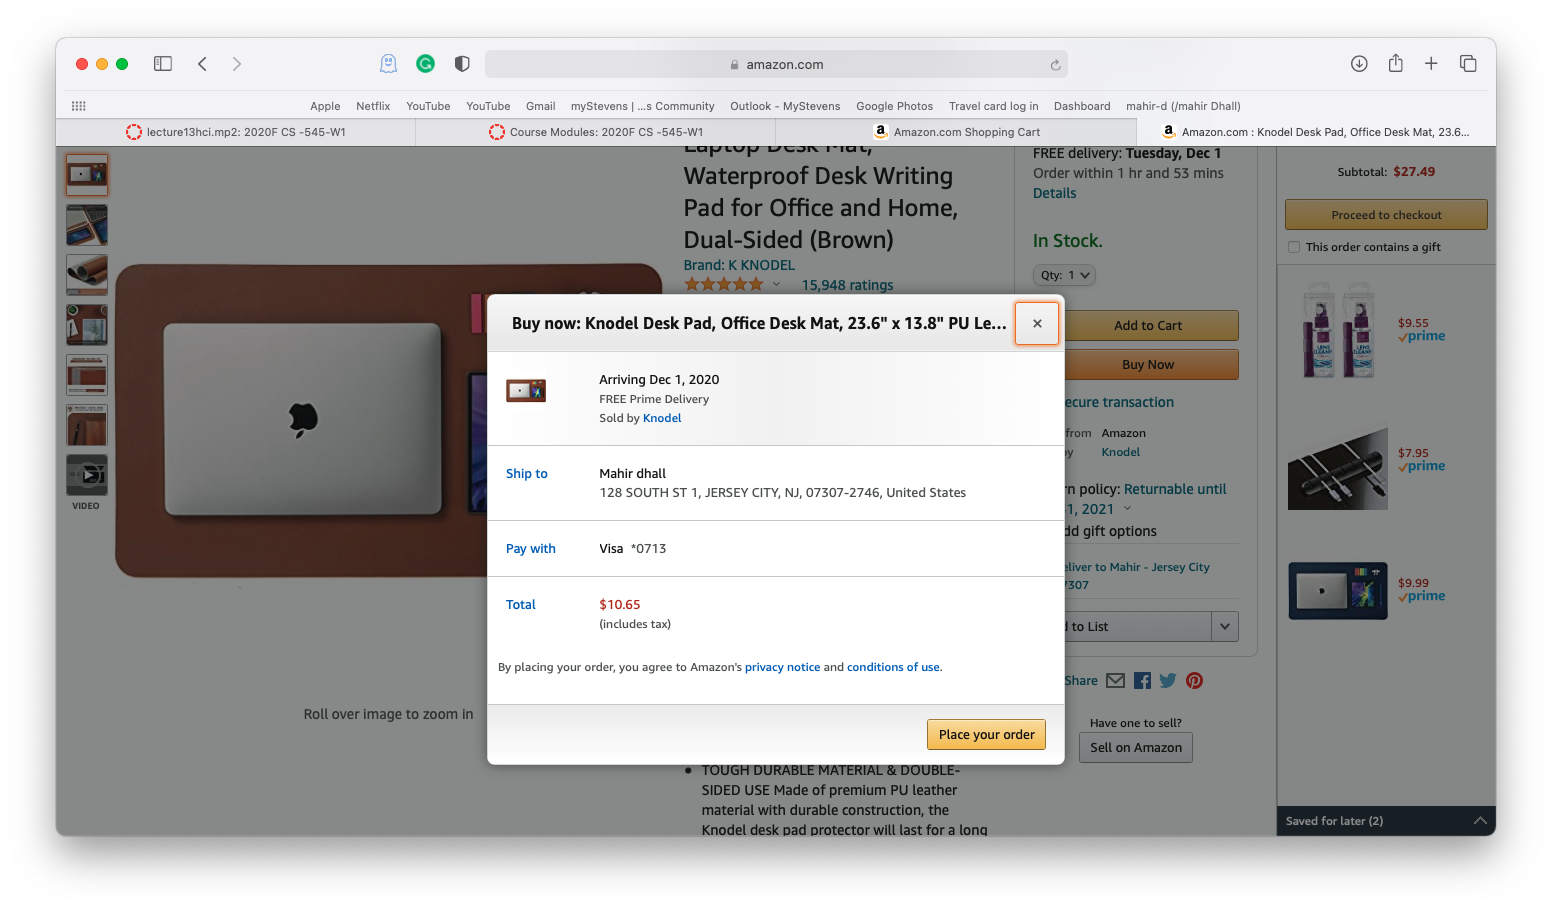 amazon.com
Apple Netflix YouTube YouTube Gmail myStevens | ...s Community Outlook - MyStevens Google Photos Travel card log in Dashboard mahir-d (/mahir Dhall)
lecture13hci.mp2: 2020F CS -545-W1
Course Modules: 2020F CS -545-W1
Amazon.com Shopping Cart
Amazon.com : Knodel Desk Pad, Office Desk Mat, 23.6...
VIDEO
Roll over image to zoom in
Laptop Desk Mat,
Waterproof Desk Writing
Pad for Office and Home,
Dual-Sided (Brown)
Brand: K KNODEL
15,948 ratings
Buy now: Knodel Desk Pad, Office Desk Mat, 23.6" x 13.8" PU Le...
Arriving Dec 1, 2020
FREE Prime Delivery
Sold by Knodel
Ship to
Mahir dhall
128 SOUTH ST 1, JERSEY CITY, NJ, 07307-2746, United States
Pay with
Visa *0713
Total
$10.65
(includes tax)
By placing your order, you agree to Amazon's privacy notice and conditions of use.
Place your order
TOUGH DURABLE MATERIAL & DOUBLE-
SIDED USE Made of premium PU leather
material with durable construction, the
Knodel desk pad protector will last for a long
FREE delivery: Tuesday, Dec 1
Order within 1 hr and 53 mins
Details
In Stock.
Qty: 1
Add to Cart
Buy Now
ecure transaction
from Amazon
by Knodel
rn policy: Returnable until
31, 2021
dd gift options
eliver to Mahir - Jersey City
7307
d to List
Share
Have one to sell?
Sell on Amazon
Subtotal: $27.49
Proceed to checkout
This order contains a gift
LENS
CLEANE
LENS
CLEANE
$9.55
prime
$7.95
prime
$9.99
prime
Saved for later (2)